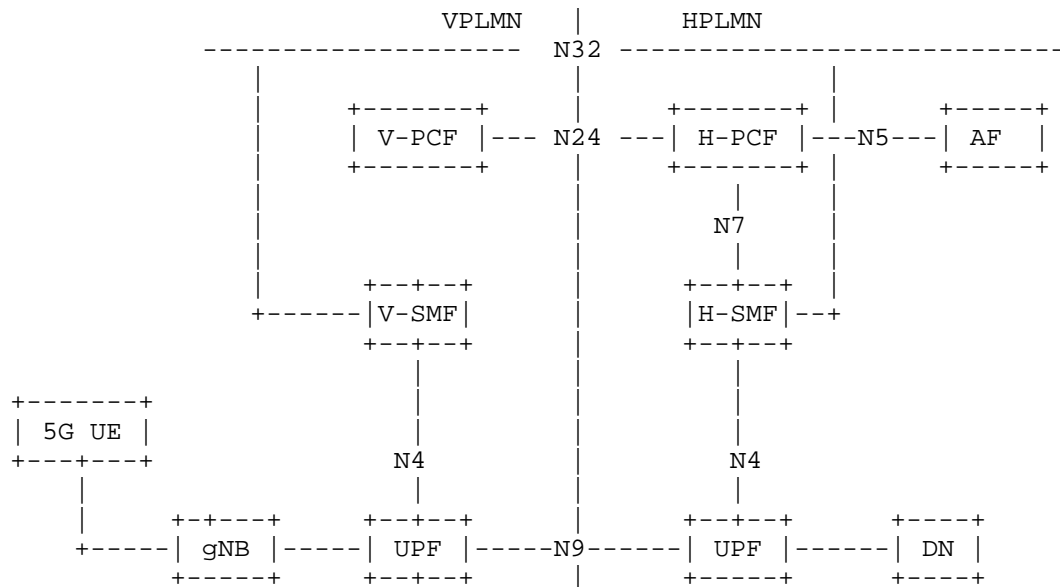 VPLMN HPLMN
N32
V-PCF N24 H-PCF N5 AF
N7
V-SMF H-SMF
5G UE
N4 N4
gNB UPF N9 UPF DN